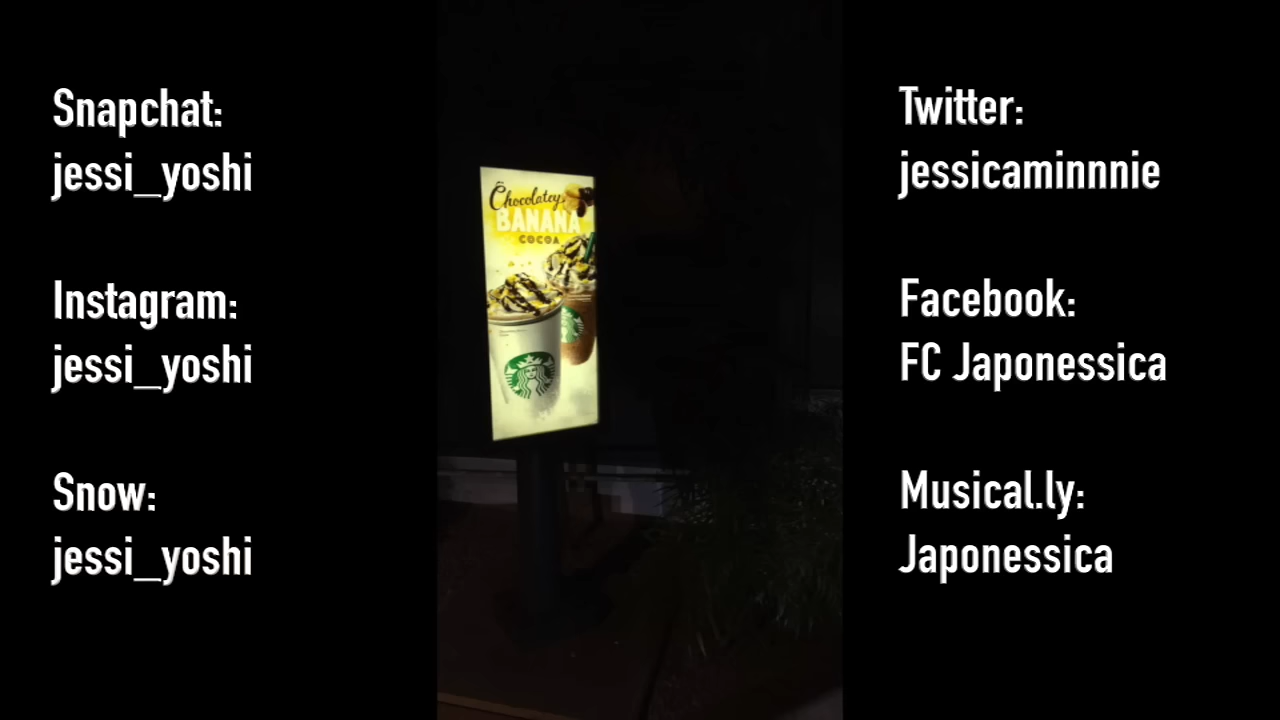 Snapchat:
jessi_yoshi
Instagram:
jessi_yoshi
Snow:
jessi_yoshi
Chocolatey
BANANA
COCOA
Twitter:
jessicaminnnie
Facebook:
FC Japonessica
Musical.ly:
Japonessica